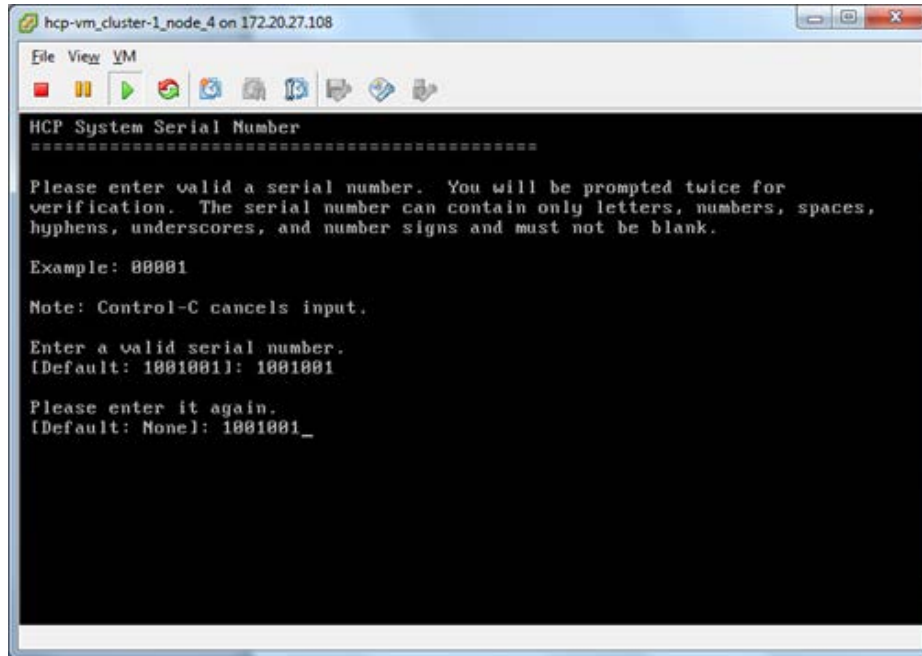 hcp-vm_cluster-1_node_4 on 172.20.27.108
File View VM
HCP System Serial Number
=============================================
Please enter valid a serial number.  You will be prompted twice for
verification.  The serial number can contain only letters, numbers, spaces,
hyphens, underscores, and number signs and must not be blank.
Example: 00001
Note: Control-C cancels input.
Enter a valid serial number.
[Default: 1001001]: 1001001
Please enter it again.
[Default: None]: 1001001_